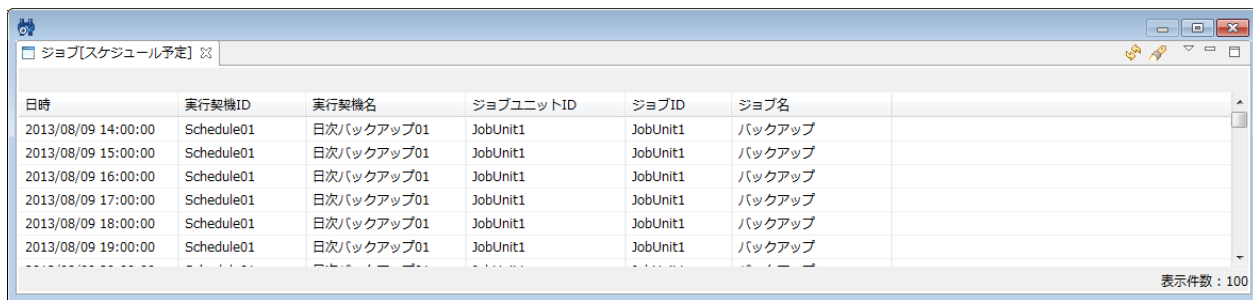 ジョブ[スケジュール予定]
日時 実行契機ID 実行契機名 ジョブユニットID ジョブID ジョブ名
2013/08/09 14:00:00 Schedule01 日次バックアップ01 JobUnit1 JobUnit1 バックアップ
2013/08/09 15:00:00 Schedule01 日次バックアップ01 JobUnit1 JobUnit1 バックアップ
2013/08/09 16:00:00 Schedule01 日次バックアップ01 JobUnit1 JobUnit1 バックアップ
2013/08/09 17:00:00 Schedule01 日次バックアップ01 JobUnit1 JobUnit1 バックアップ
2013/08/09 18:00:00 Schedule01 日次バックアップ01 JobUnit1 JobUnit1 バックアップ
2013/08/09 19:00:00 Schedule01 日次バックアップ01 JobUnit1 JobUnit1 バックアップ
表示件数：100